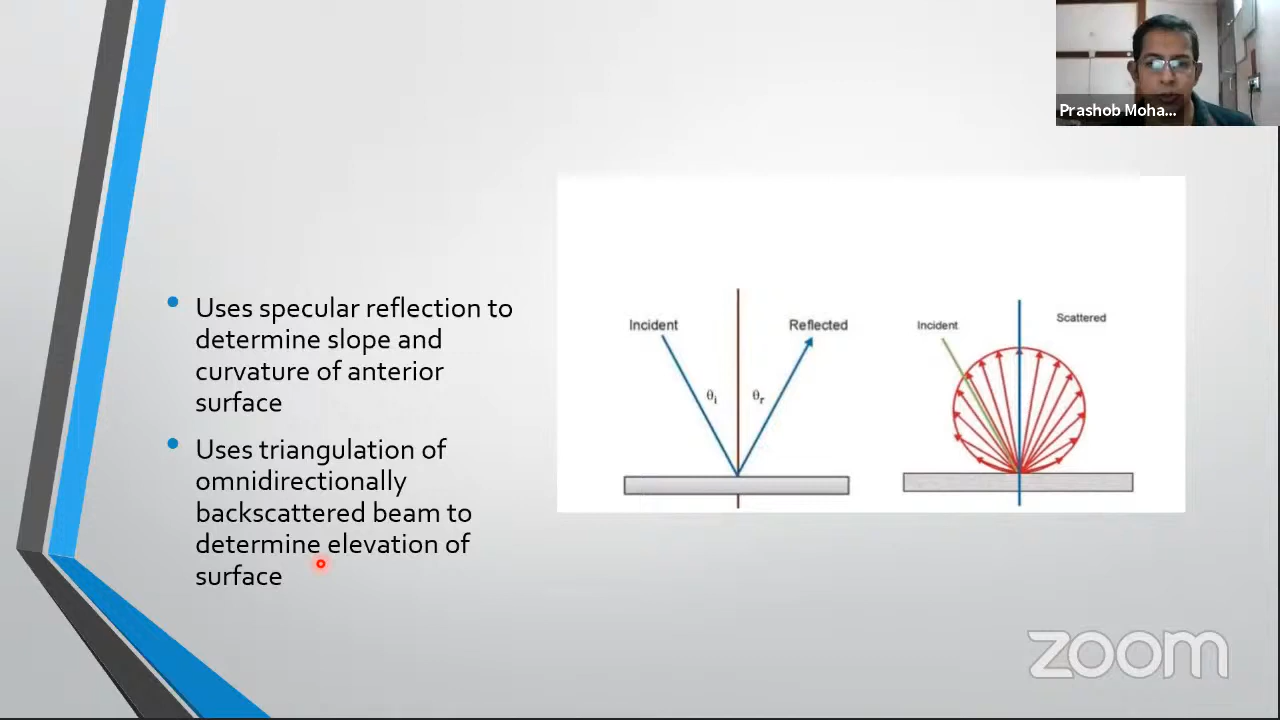 Prashob Moha...
Uses specular reflection to
determine slope and
curvature of anterior
surface
Uses triangulation of
omnidirectionally
backscattered beam to
determine elevation of
surface
Incident
Reflected
θi
θr
Incident
Scattered
zoom